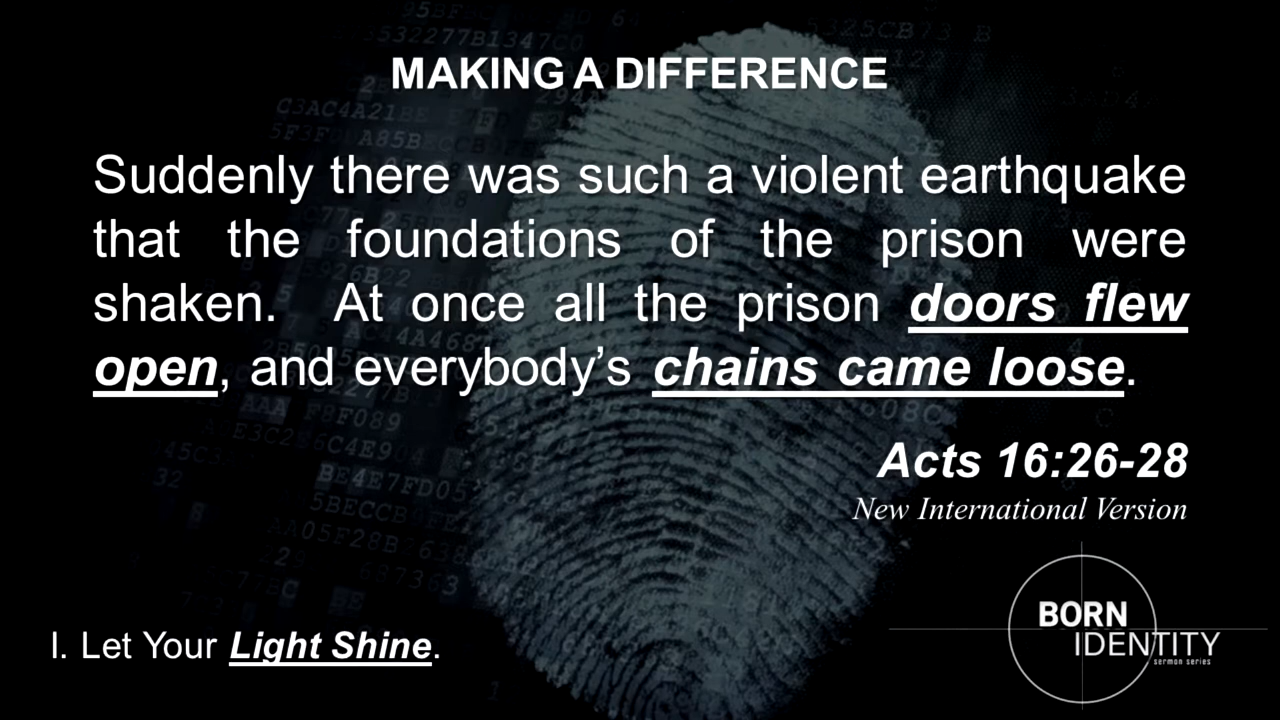 MAKING A DIFFERENCE
Suddenly there was such a violent earthquake
that the foundations of the prison were
shaken. At once all the prison doors flew
open, and everybody’s chains came loose.
Acts 16:26-28
New International Version
I. Let Your Light Shine.
BORN
IDENTITY
sermon series